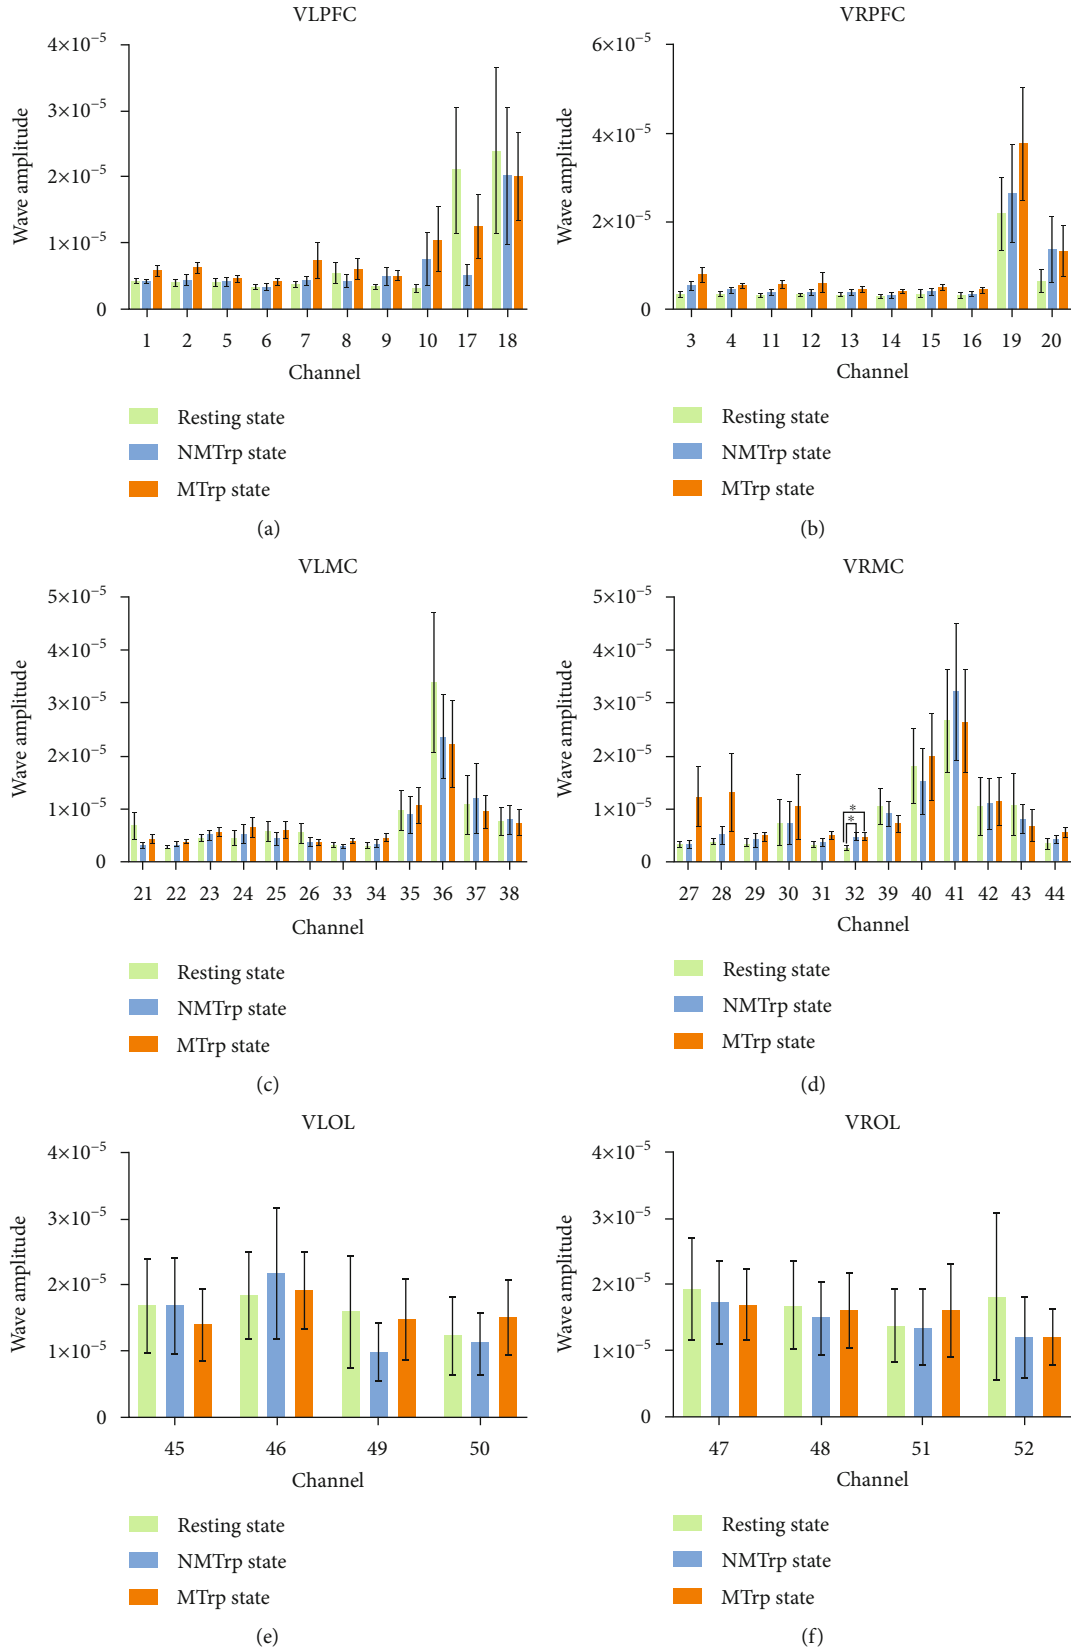 VLPFC
4×10⁻⁵
3×10⁻⁵
2×10⁻⁵
1×10⁻⁵
0
Wave amplitude
1 2 5 6 7 8 9 10 17 18
Channel
Resting state
NMTrp state
MTrp state
(a)
VRPFC
6×10⁻⁵
4×10⁻⁵
2×10⁻⁵
0
Wave amplitude
3 4 11 12 13 14 15 16 19 20
Channel
Resting state
NMTrp state
MTrp state
(b)
VLMC
5×10⁻⁵
4×10⁻⁵
3×10⁻⁵
2×10⁻⁵
1×10⁻⁵
0
Wave amplitude
21 22 23 24 25 26 33 34 35 36 37 38
Channel
Resting state
NMTrp state
MTrp state
(c)
VRMC
5×10⁻⁵
4×10⁻⁵
3×10⁻⁵
2×10⁻⁵
1×10⁻⁵
0
Wave amplitude
*
*
27 28 29 30 31 32 39 40 41 42 43 44
Channel
Resting state
NMTrp state
MTrp state
(d)
VLOL
4×10⁻⁵
3×10⁻⁵
2×10⁻⁵
1×10⁻⁵
0
Wave amplitude
45 46 49 50
Channel
Resting state
NMTrp state
MTrp state
(e)
VROL
4×10⁻⁵
3×10⁻⁵
2×10⁻⁵
1×10⁻⁵
0
Wave amplitude
47 48 51 52
Channel
Resting state
NMTrp state
MTrp state
(f)